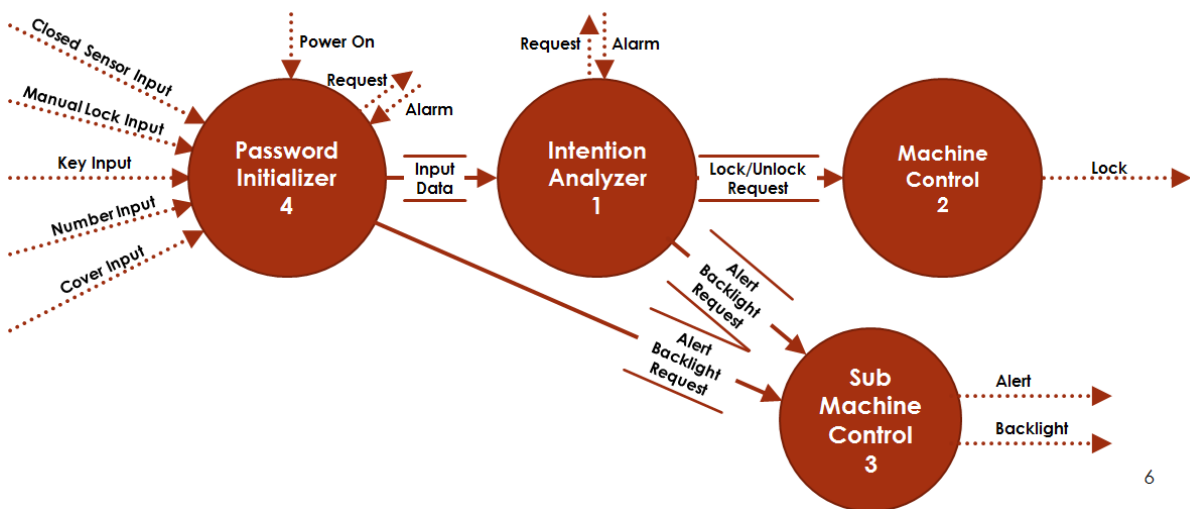 Closed Sensor Input
Manual Lock Input
Key Input
Number Input
Cover Input
Power On
Request
Alarm
Password
Initializer
4
Input
Data
Request
Alarm
Intention
Analyzer
1
Lock/Unlock
Request
Machine
Control
2
Lock
Alert
Backlight
Request
Alert
Backlight
Request
Sub
Machine
Control
3
Alert
Backlight
6